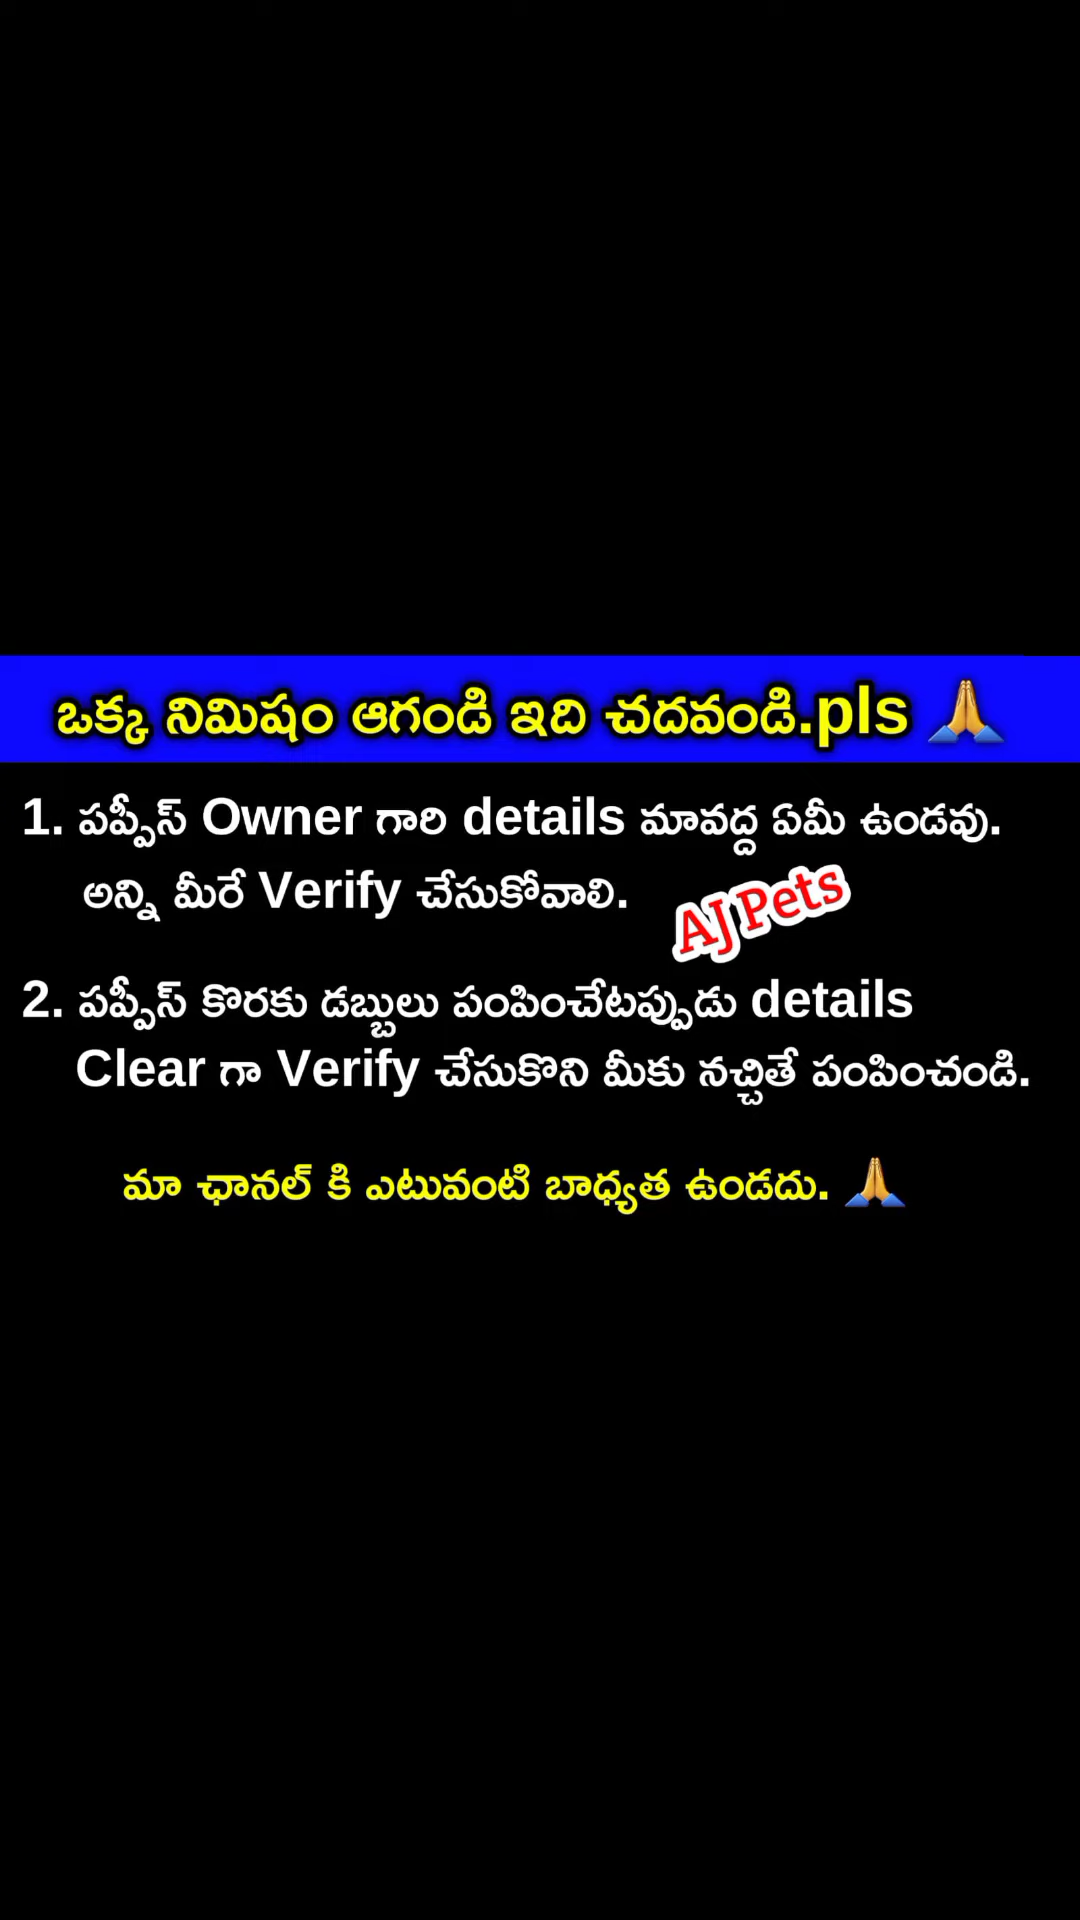 ఒక్క నిమిషం ఆగండి ఇది చదవండి.pls 🙏
1. పప్పీస్ Owner గారి details మావద్ద ఏమీ ఉండవు.
అన్ని మీరే Verify చేసుకోవాలి.
AJ Pets
2. పప్పీస్ కొరకు డబ్బులు పంపించేటప్పుడు details
Clear గా Verify చేసుకొని మీకు నచ్చితే పంపించండి.
మా ఛానల్ కి ఎటువంటి బాధ్యత ఉండదు. 🙏